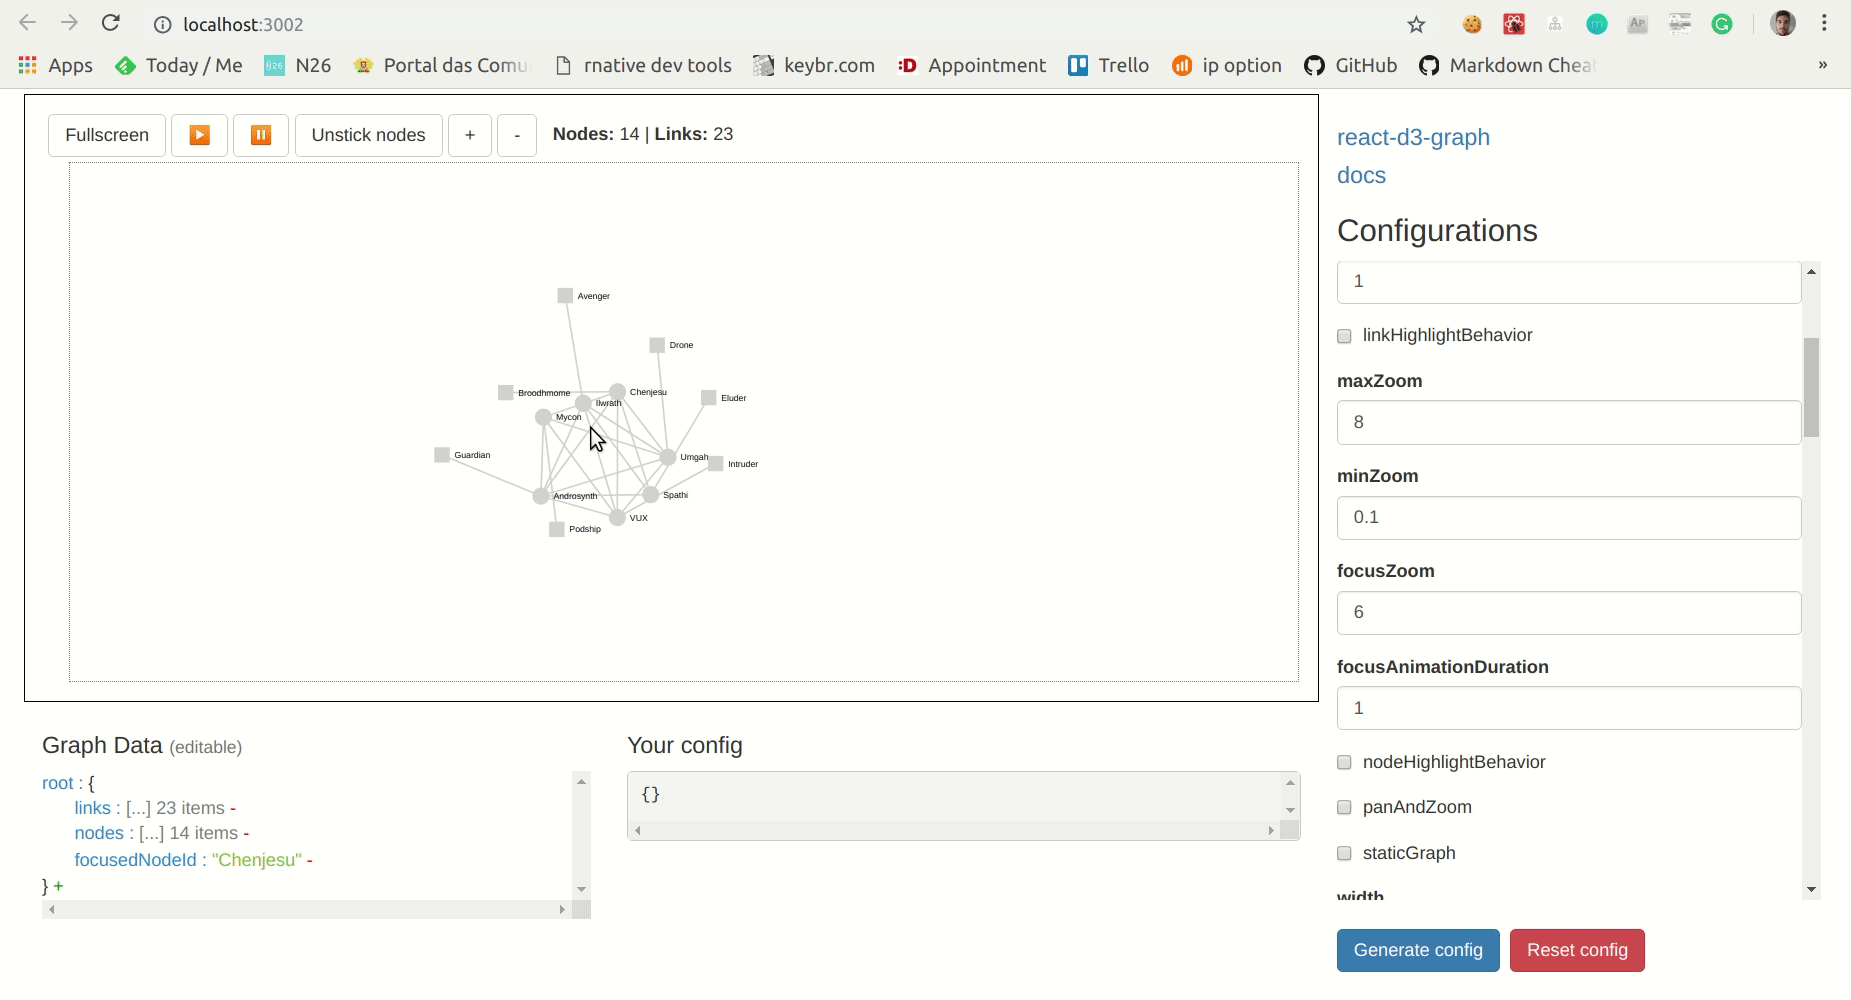 localhost:3002
Apps Today / Me N26 Portal das Comu rnative dev tools keybr.com Appointment Trello ip option GitHub Markdown Cheat »
Fullscreen Unstick nodes + - Nodes: 14 | Links: 23
react-d3-graph
docs
Configurations
1
linkHighlightBehavior
maxZoom
8
minZoom
0.1
focusZoom
6
focusAnimationDuration
1
nodeHighlightBehavior
panAndZoom
staticGraph
width
Generate config Reset config
Avenger
Drone
Broodhmome
Chenjesu
Eluder
Ilwrath
Mycon
Guardian
Umgah
Intruder
Androsynth
Spathi
VUX
Podship
Graph Data (editable)
root : {
links : [...] 23 items -
nodes : [...] 14 items -
focusedNodeId : "Chenjesu" -
} +
Your config
{}